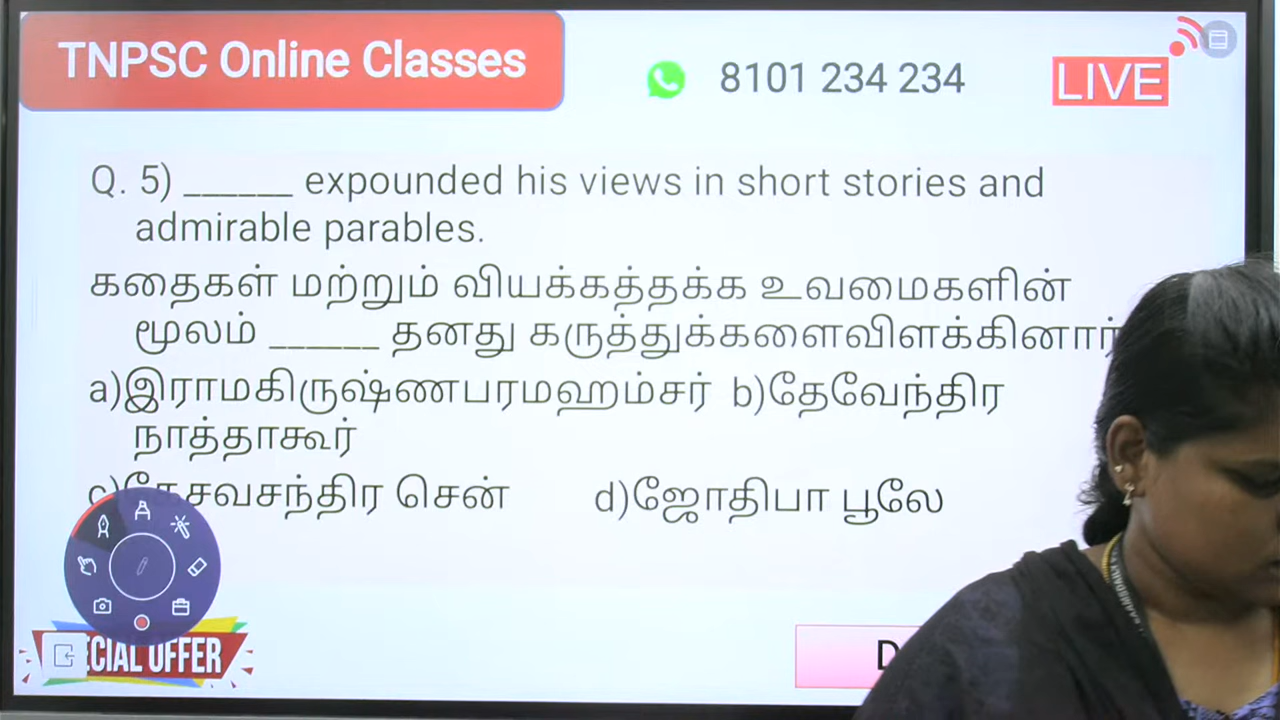 TNPSC Online Classes
8101 234 234
LIVE
Q. 5) ______ expounded his views in short stories and
admirable parables.
கதைகள் மற்றும் வியக்கத்தக்க உவமைகளின்
மூலம் ______ தனது கருத்துக்களைவிளக்கினார்
a)இராமகிருஷ்ணபரமஹம்சர் b)தேவேந்திர
நாத்தாகூர்
c)கேசவசந்திர சென் d)ஜோதிபா பூலே
OFFER